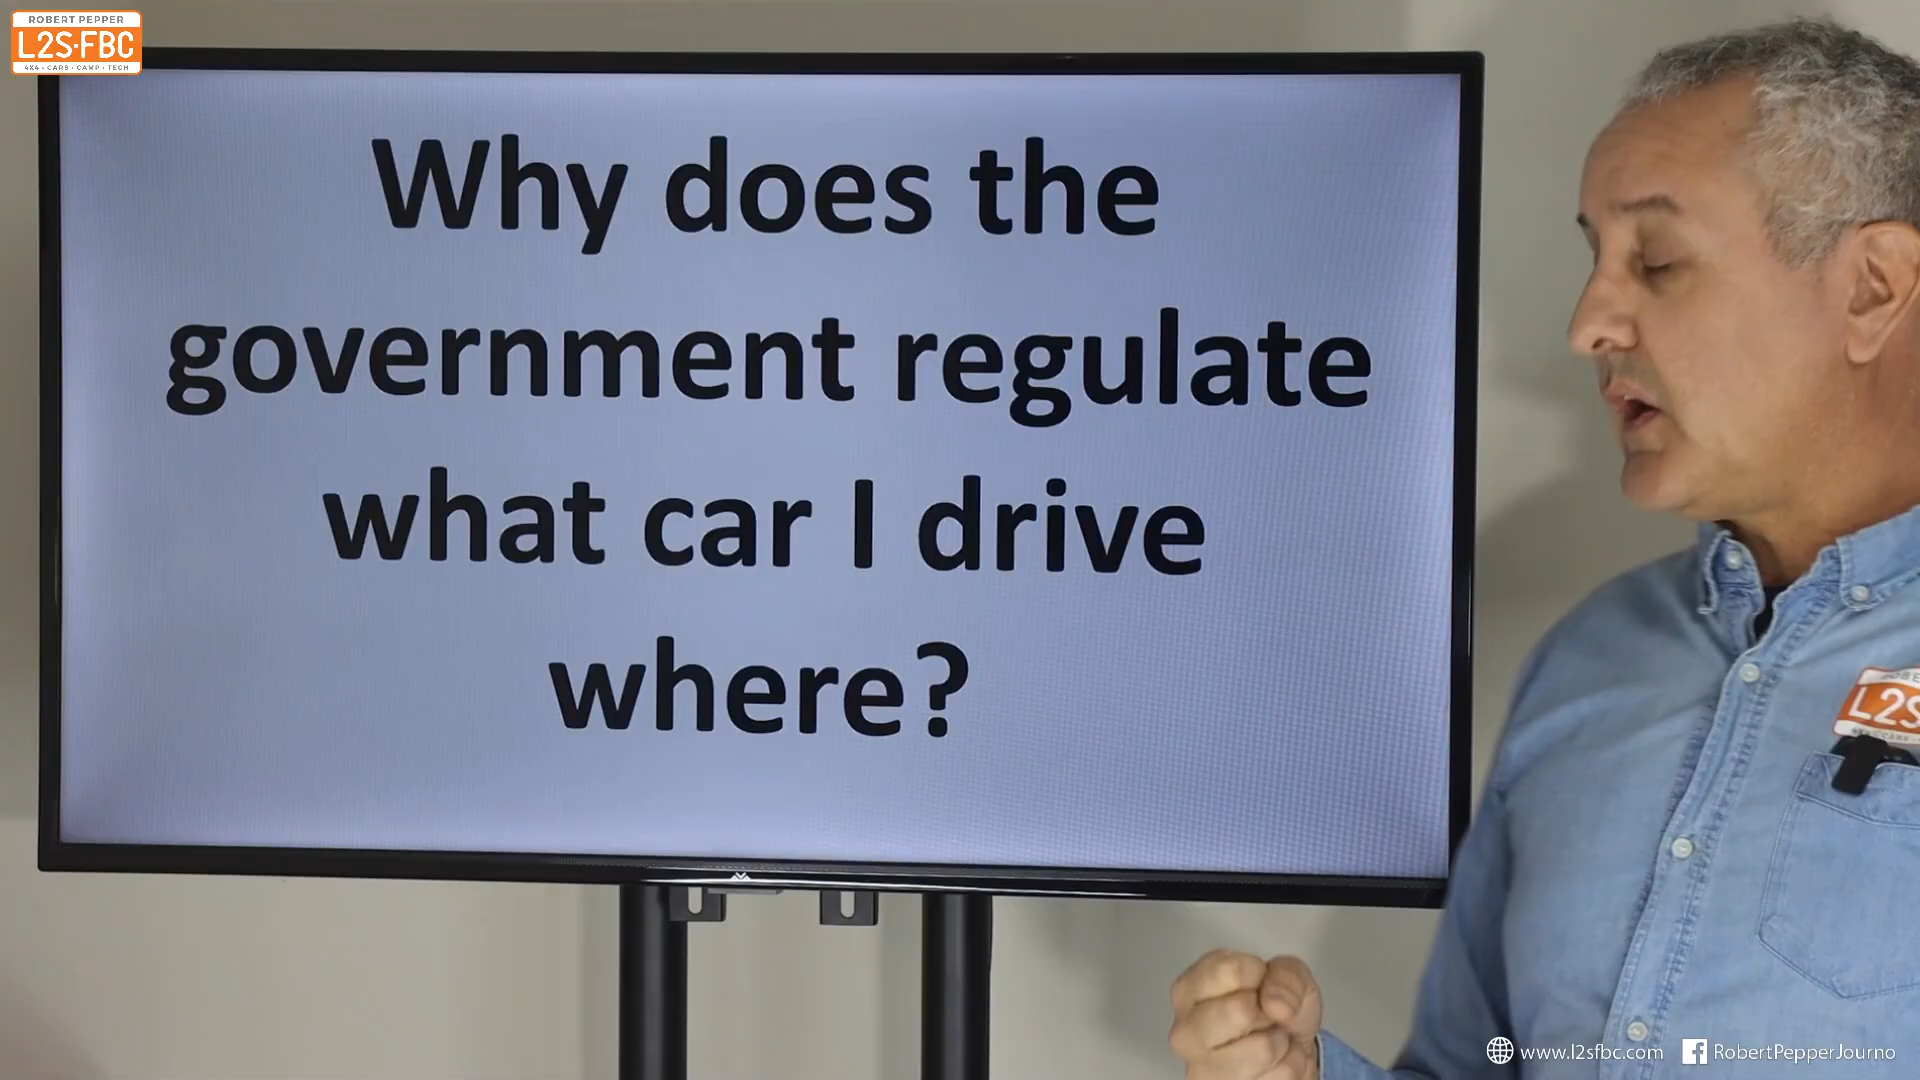 ROBERT PEPPER
L2S·FBC
4X4 · CARS · CAMP · TECH
Why does the
government regulate
what car I drive
where?
L2S
www.l2sfbc.com
RobertPepperJourno